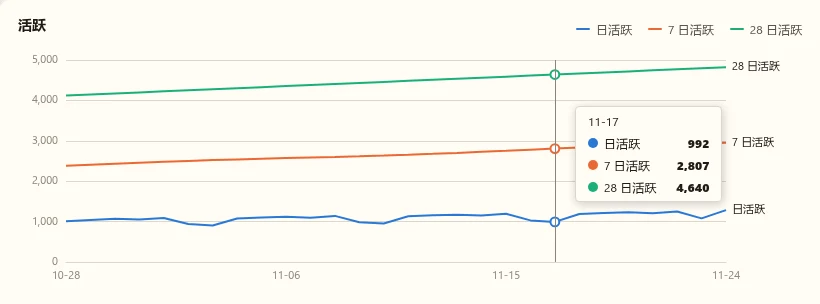 活跃
日活跃 7 日活跃 28 日活跃
5,000
28 日活跃
4,000
11-17
日活跃 992
3,000
7 日活跃
7 日活跃 2,807
2,000
28 日活跃 4,640
日活跃
1,000
0
10-28 11-06 11-15 11-24